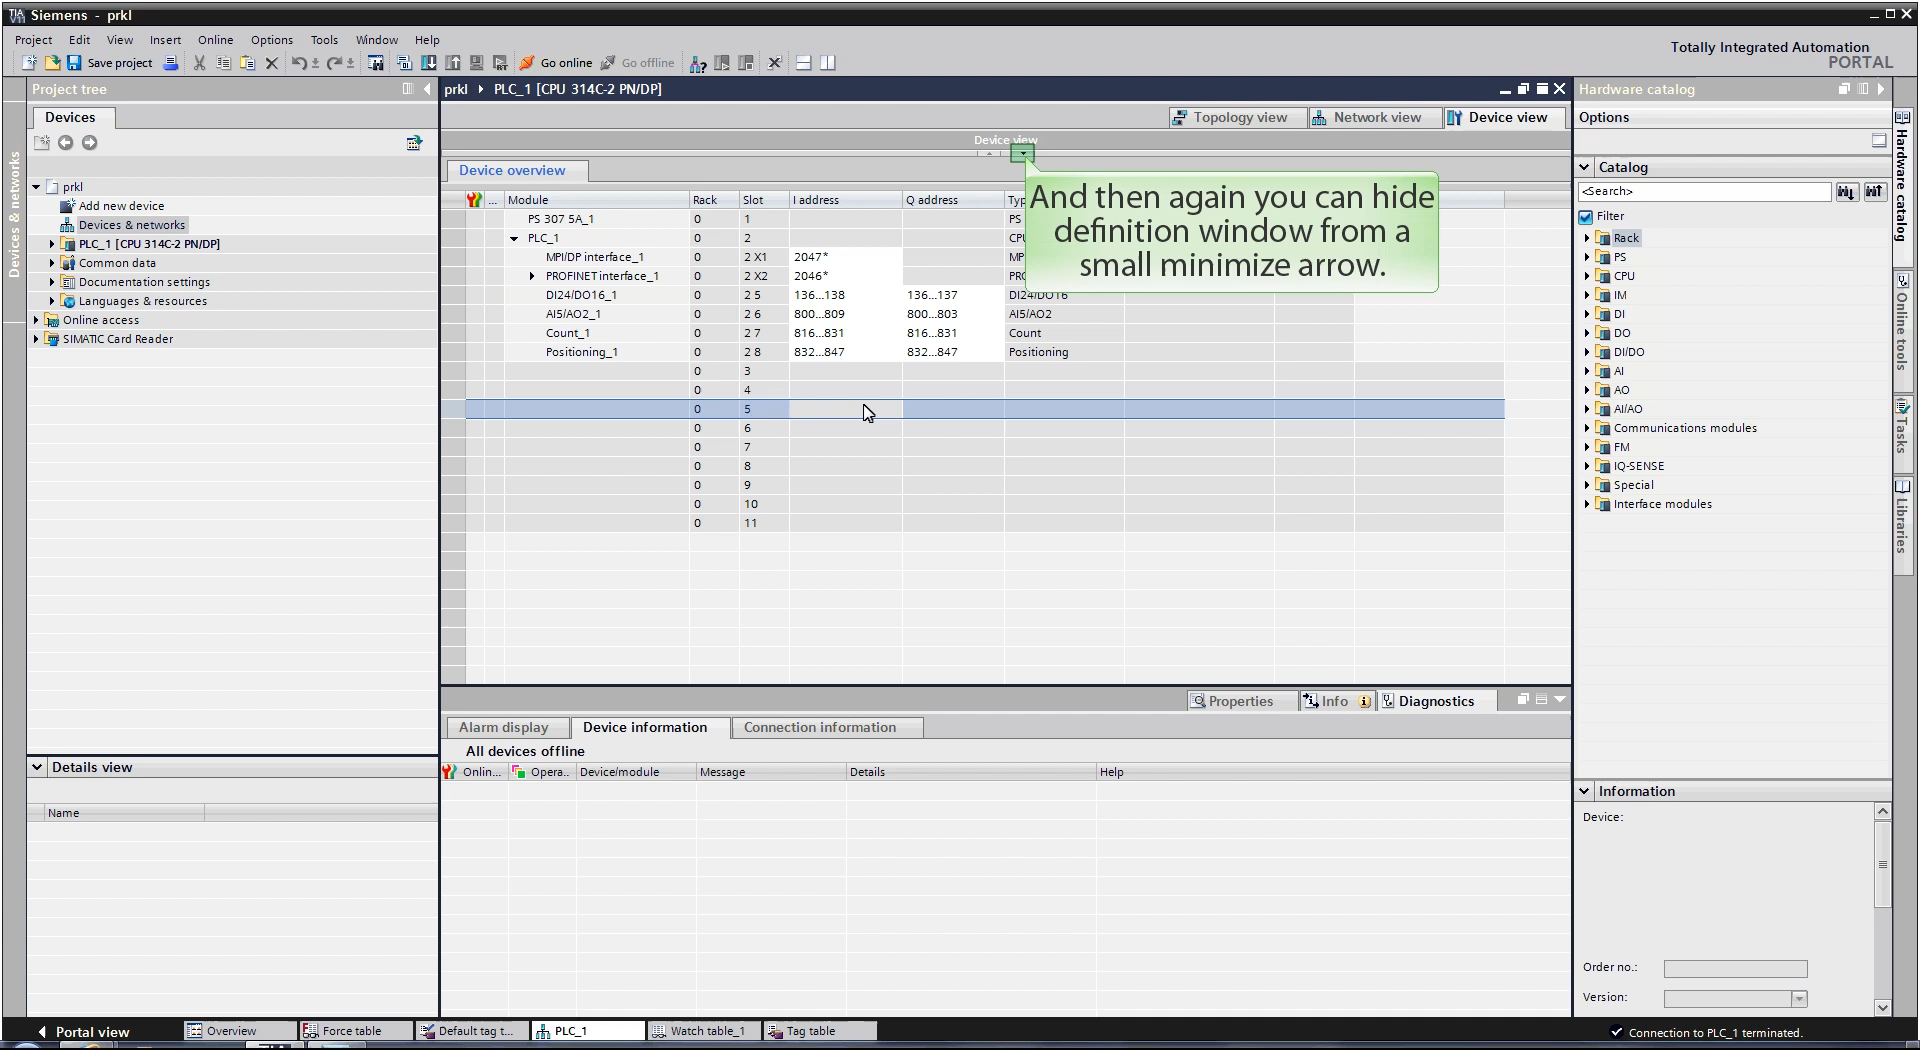 TIA V11 Siemens - prkl
Project Edit View Insert Online Options Tools Window Help
Save project Go online Go offline
Totally Integrated Automation
PORTAL
Project tree
Devices
Devices & networks
prkl
Add new device
Devices & networks
PLC_1 [CPU 314C-2 PN/DP]
Common data
Documentation settings
Languages & resources
Online access
SIMATIC Card Reader
Details view
Name
prkl PLC_1 [CPU 314C-2 PN/DP]
Topology view Network view Device view
Device view
Device overview
... Module Rack Slot I address Q address
PS 307 5A_1 0 1 PS
PLC_1 0 2
MPI/DP interface_1 0 2 X1 2047*
PROFINET interface_1 0 2 X2 2046*
DI24/DO16_1 0 2 5 136...138 136...137 DI24/DO16
AI5/AO2_1 0 2 6 800...809 800...803 AI5/AO2
Count_1 0 2 7 816...831 816...831 Count
Positioning_1 0 2 8 832...847 832...847 Positioning
0 3
0 4
0 5
0 6
0 7
0 8
0 9
0 10
0 11
And then again you can hide
definition window from a
small minimize arrow.
Properties Info Diagnostics
Alarm display Device information Connection information
All devices offline
Onlin... Opera.. Device/module Message Details Help
Hardware catalog
Options
Catalog
<Search>
Filter
Rack
PS
CPU
IM
DI
DO
DI/DO
AI
AO
AI/AO
Communications modules
FM
IQ-SENSE
Special
Interface modules
Information
Device:
Order no.:
Version:
Hardware catalog
Online tools
Tasks
Libraries
Portal view Overview Force table Default tag t... PLC_1 Watch table_1 Tag table
Connection to PLC_1 terminated.